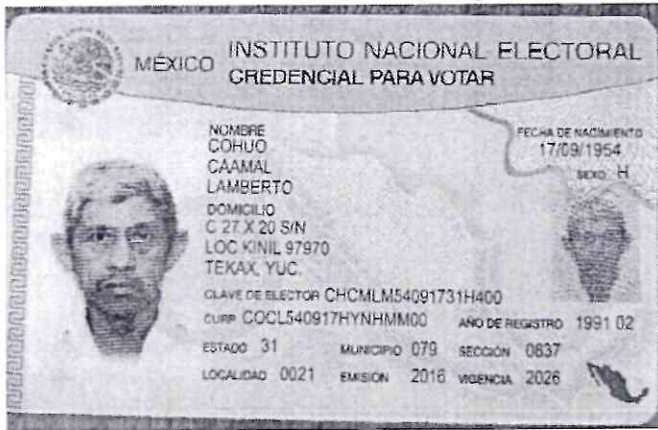 MÉXICO
INSTITUTO NACIONAL ELECTORAL
CREDENCIAL PARA VOTAR
NOMBRE
COHUO
CAAMAL
LAMBERTO
FECHA DE NACIMIENTO
17/09/1954
SEXO H
DOMICILIO
C 27 X 20 S/N
LOC KINIL 97970
TEKAX, YUC.
CLAVE DE ELECTOR CHCMLM54091731H400
CURP COCL540917HYNHMM00 AÑO DE REGISTRO 1991 02
ESTADO 31 MUNICIPIO 079 SECCIÓN 0837
LOCALIDAD 0021 EMISIÓN 2016 VIGENCIA 2026